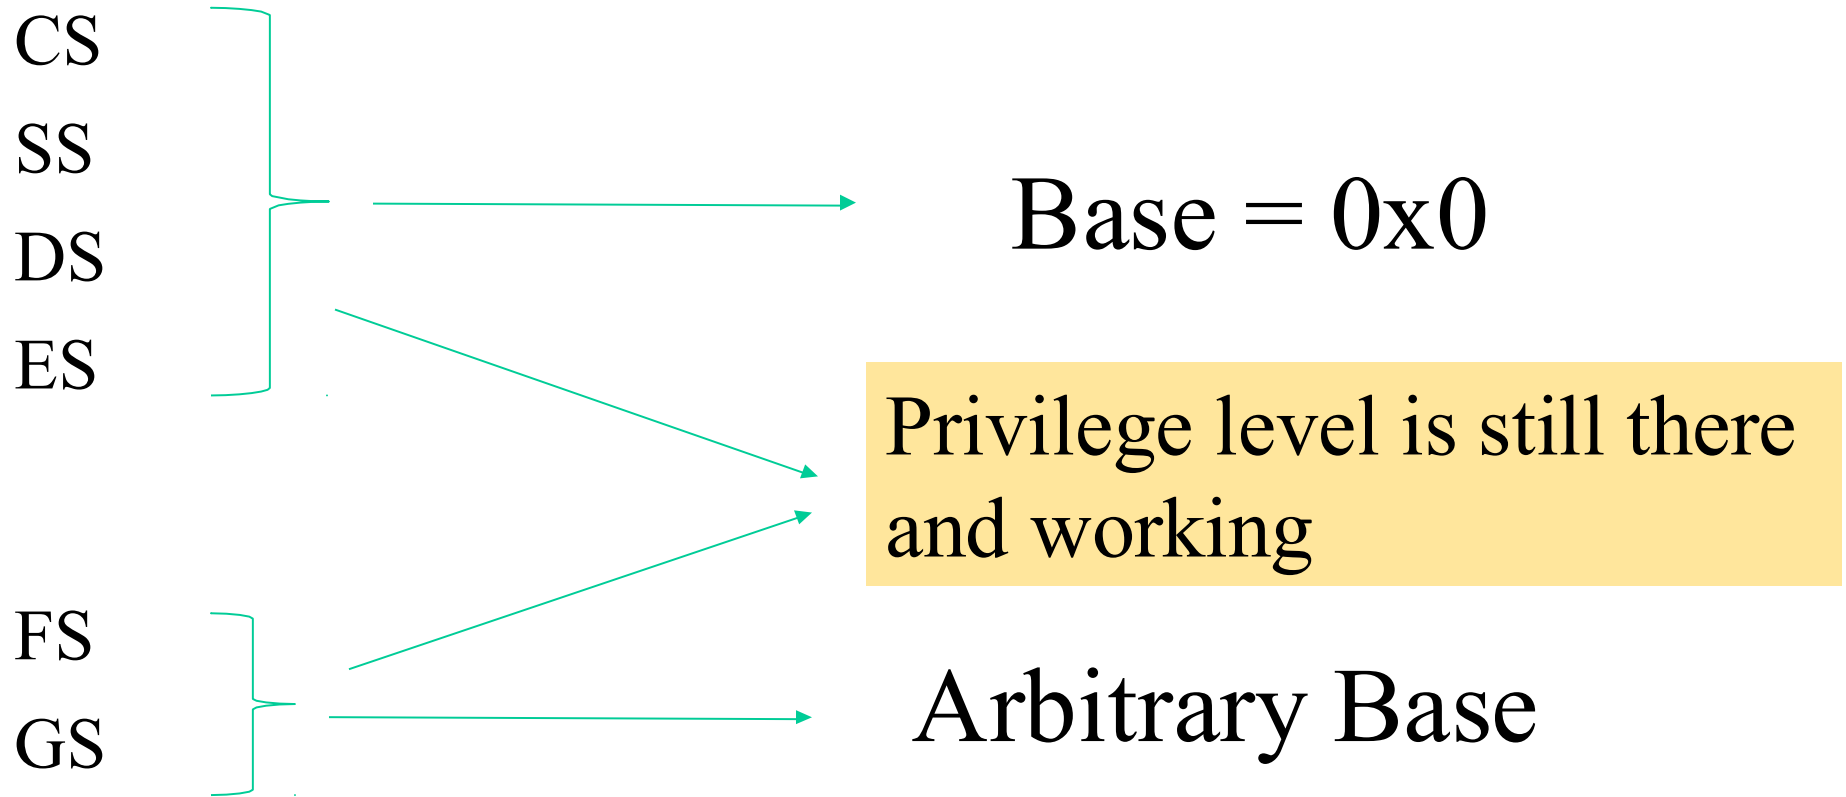 CS
SS
DS
ES
Base = 0x0
Privilege level is still there
and working
FS
GS
Arbitrary Base